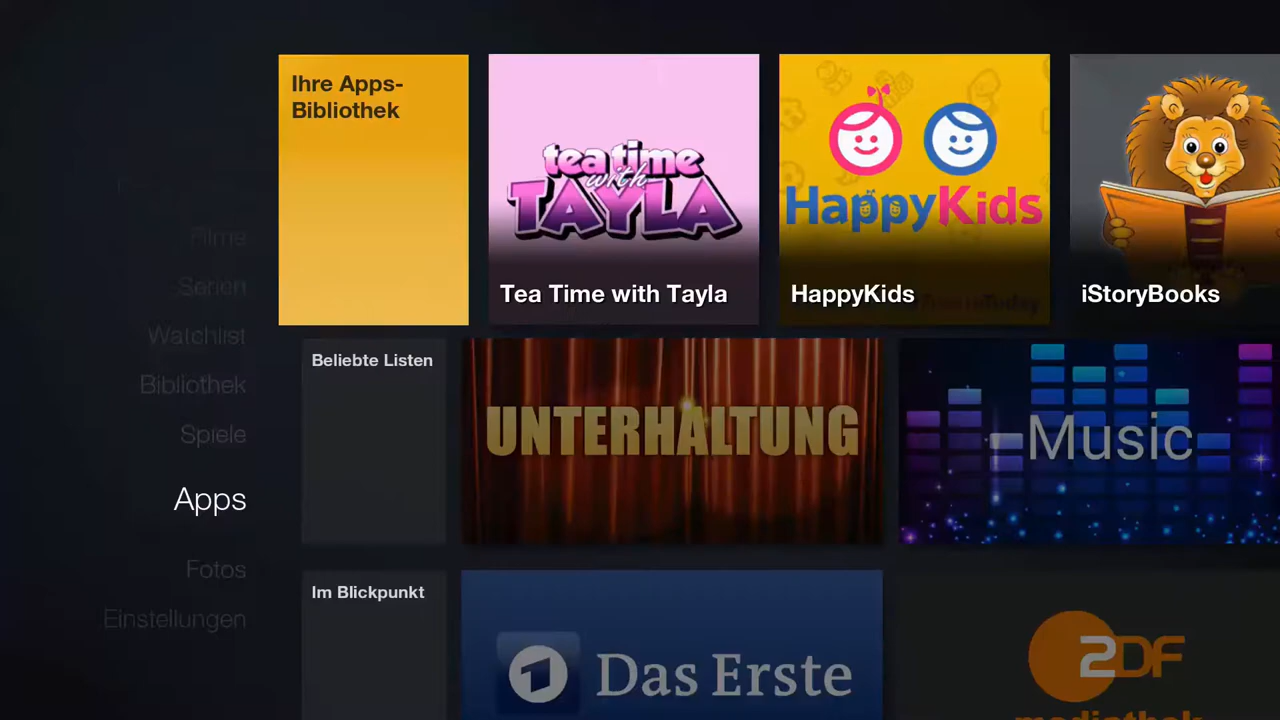 Filme
Serien
Watchlist
Bibliothek
Spiele
Apps
Fotos
Einstellungen
Ihre Apps-
Bibliothek
tea time
with
TAYLA
Tea Time with Tayla
HappyKids
HappyKids
iStoryBooks
Beliebte Listen
UNTERHALTUNG
Music
Im Blickpunkt
Das Erste
2DF
mediathek